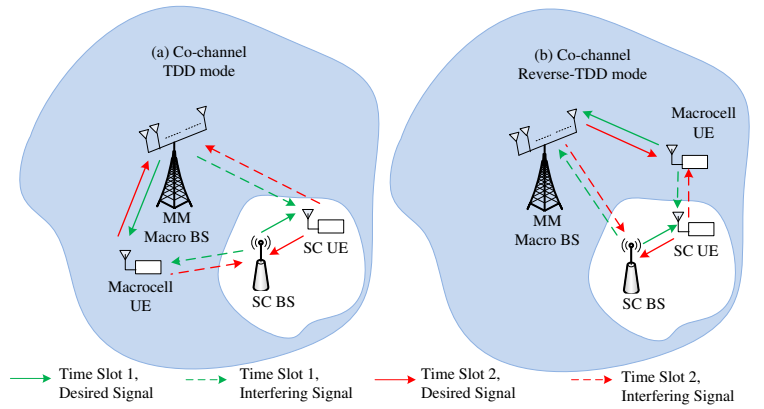 (a) Co-channel
TDD mode
MM
Macro BS
SC UE
SC BS
Macrocell
UE
(b) Co-channel
Reverse-TDD mode
Macrocell
UE
MM
Macro BS
SC UE
SC BS
Time Slot 1,
Desired Signal
Time Slot 1,
Interfering Signal
Time Slot 2,
Desired Signal
Time Slot 2,
Interfering Signal